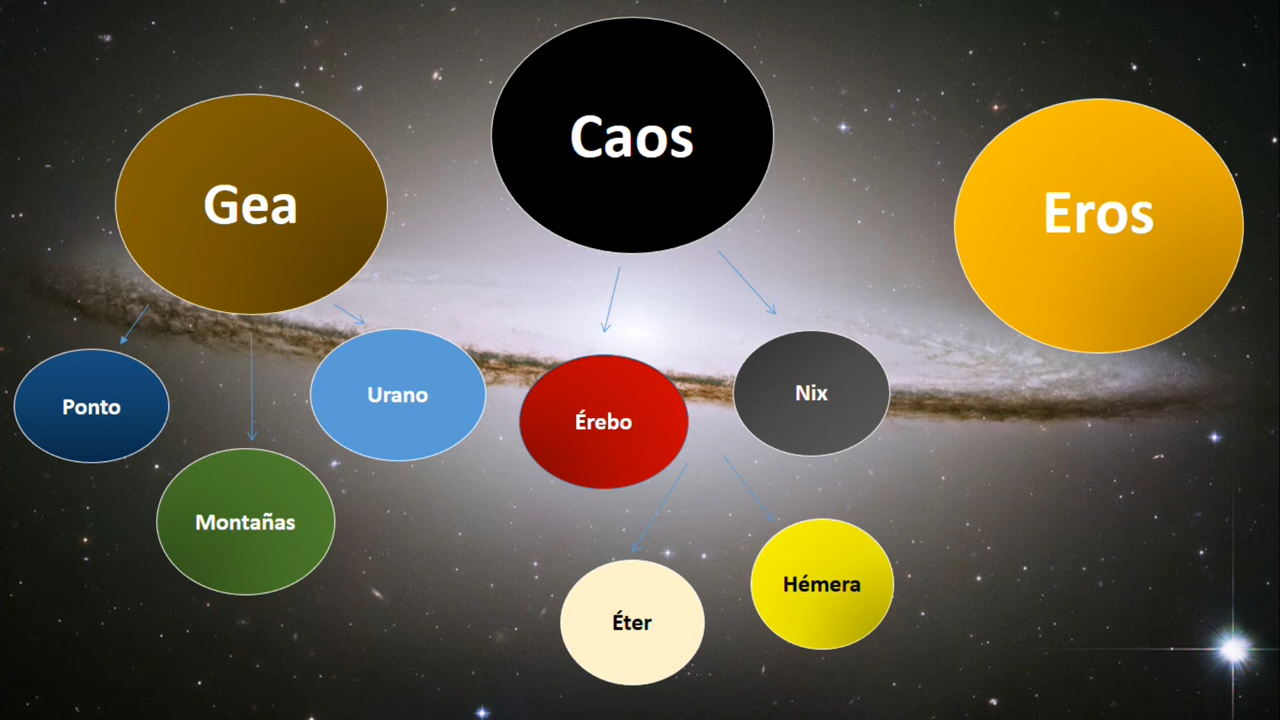 Caos
Gea
Eros
Ponto
Urano
Érebo
Nix
Montañas
Éter
Hémera